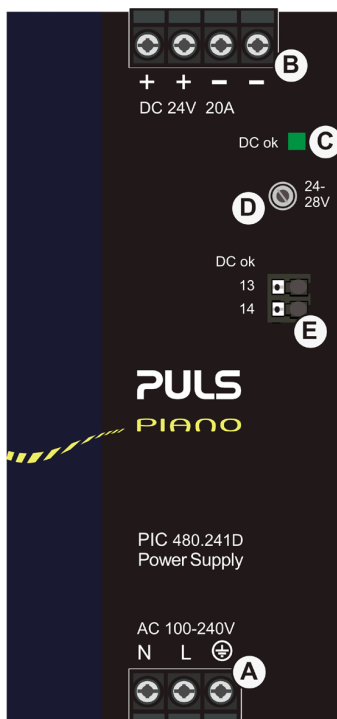 + + − −
B
DC 24V 20A
DC ok
C
D
24-
28V
DC ok
13
14
E
PULS
PIANO
PIC 480.241D
Power Supply
AC 100-240V
N L
A